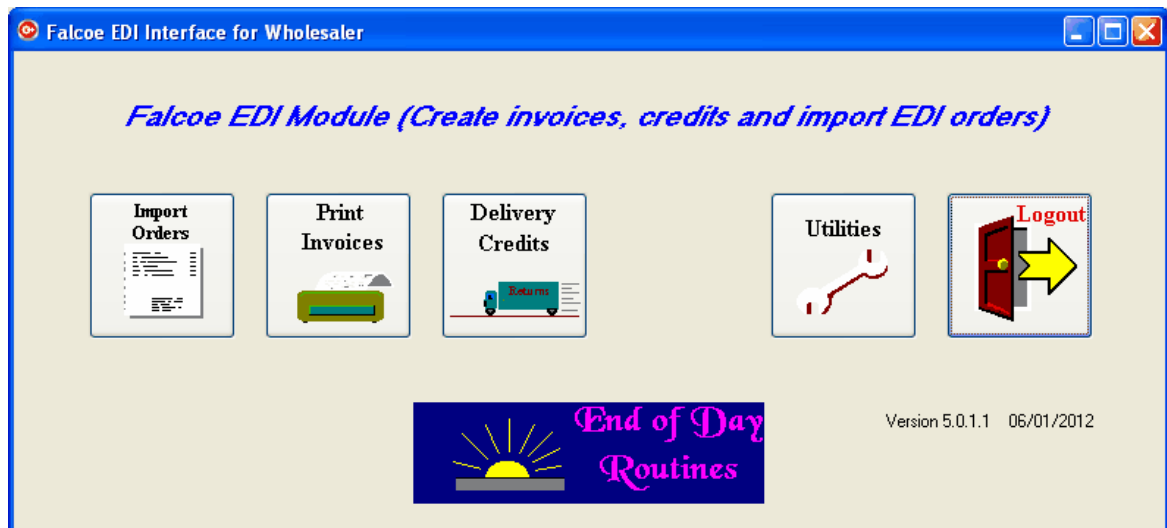 Falcoe EDI Interface for Wholesaler
Falcoe EDI Module (Create invoices, credits and import EDI orders)
Import
Orders
Print
Invoices
Delivery
Credits
Returns
Utilities
Logout
End of Day
Routines
Version 5.0.1.1 06/01/2012